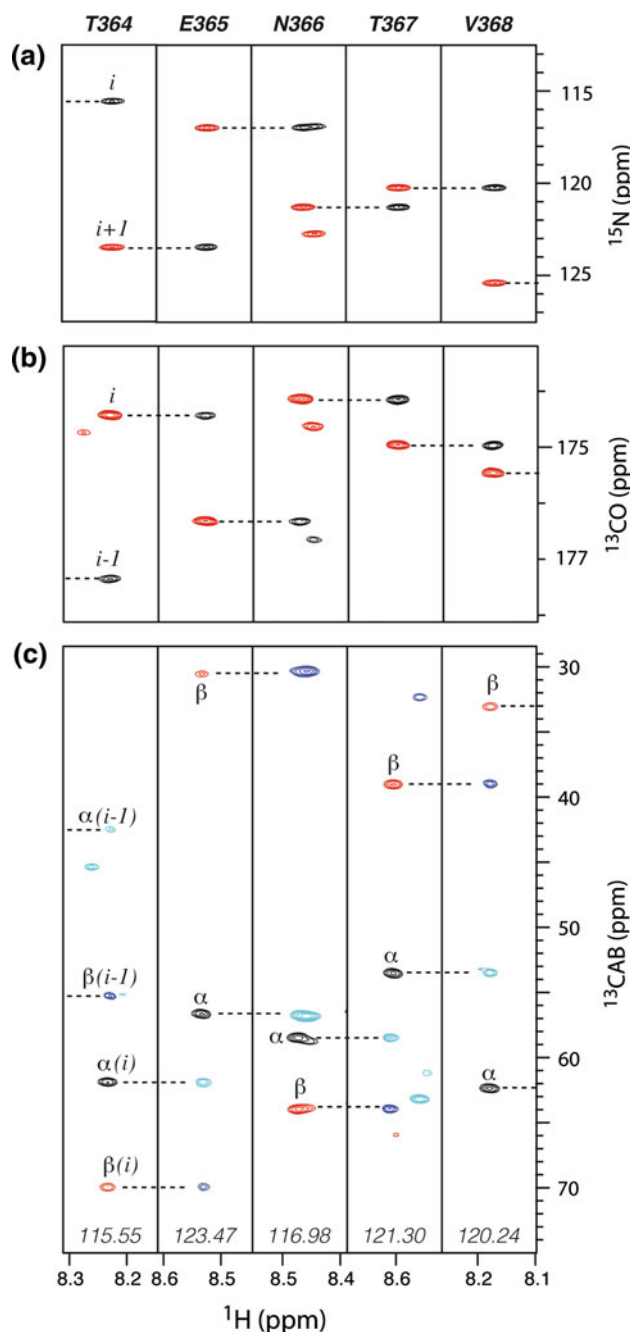 T364 E365 N366 T367 V368
(a)
i
i+1
115
120
125
15N (ppm)
(b)
i
i-1
175
177
13CO (ppm)
(c)
β
β
β
α(i-1)
β(i-1)
α
α
α
α
α(i)
β
β(i)
30
40
50
60
70
13CAB (ppm)
115.55 123.47 116.98 121.30 120.24
8.3 8.2 8.6 8.5 8.5 8.4 8.6 8.2 8.1
1H (ppm)